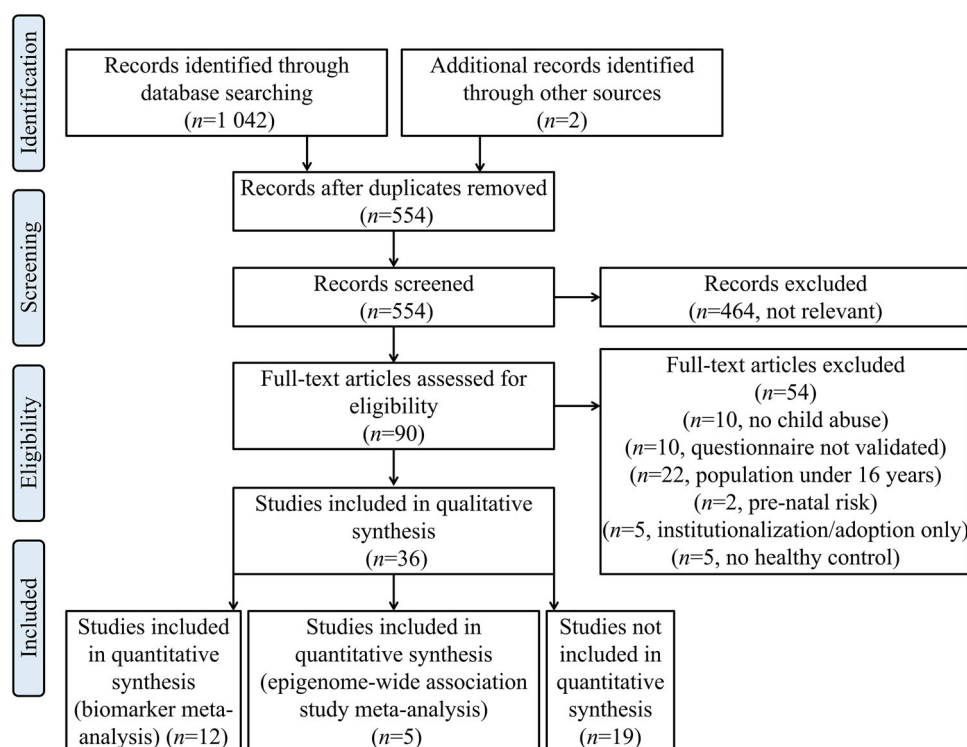 Identification
Records identified through
database searching
(n=1 042)
Additional records identified
through other sources
(n=2)
Records after duplicates removed
(n=554)
Screening
Records screened
(n=554)
Records excluded
(n=464, not relevant)
Eligibility
Full-text articles assessed for
eligibility
(n=90)
Full-text articles excluded
(n=54)
(n=10, no child abuse)
(n=10, questionnaire not validated)
(n=22, population under 16 years)
(n=2, pre-natal risk)
(n=5, institutionalization/adoption only)
(n=5, no healthy control)
Studies included in qualitative
synthesis
(n=36)
Included
Studies included
in quantitative
synthesis
(biomarker meta-
analysis) (n=12)
Studies included in
quantitative synthesis
(epigenome-wide association
study meta-analysis)
(n=5)
Studies not
included in
quantitative
synthesis
(n=19)